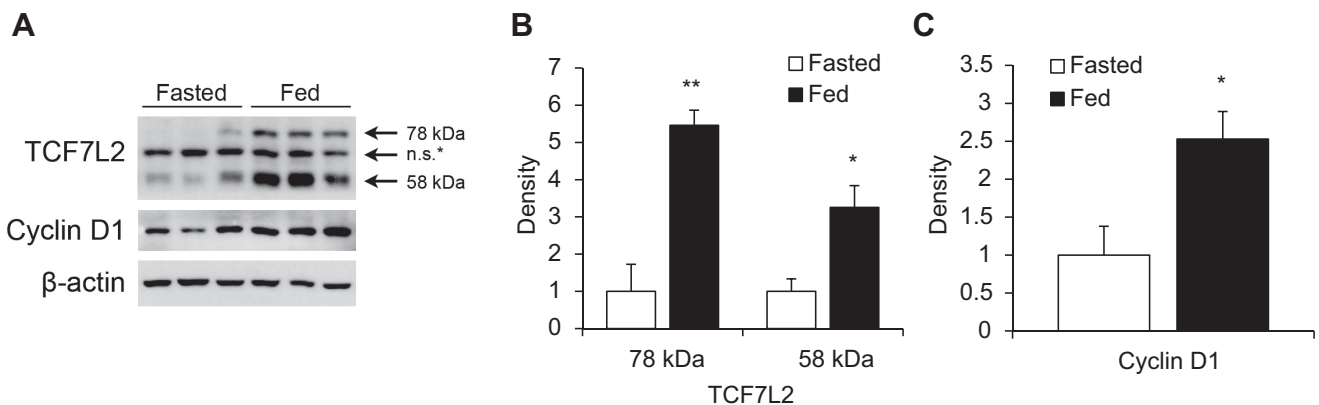 A
Fasted Fed
TCF7L2
78 kDa
n.s.*
58 kDa
Cyclin D1
β-actin
B
Fasted
Fed
Density
7
6
5
4
3
2
1
0
**
*
78 kDa 58 kDa
TCF7L2
C
Fasted
Fed
Density
3.5
3
2.5
2
1.5
1
0.5
0
*
Cyclin D1